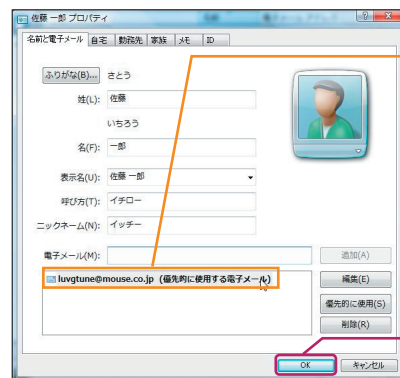 佐藤 一郎 プロパティ
名前と電子メール 自宅 勤務先 家族 メモ ID
ふりがな(B)... さとう
姓(L): 佐藤
いちろう
名(F): 一郎
表示名(U): 佐藤 一郎
呼び方(T): イチロー
ニックネーム(N): イッチー
電子メール(M): 追加(A)
luvgtune@mouse.co.jp (優先的に使用する電子メール) 編集(E)
優先的に使用(S)
削除(R)
OK キャンセル